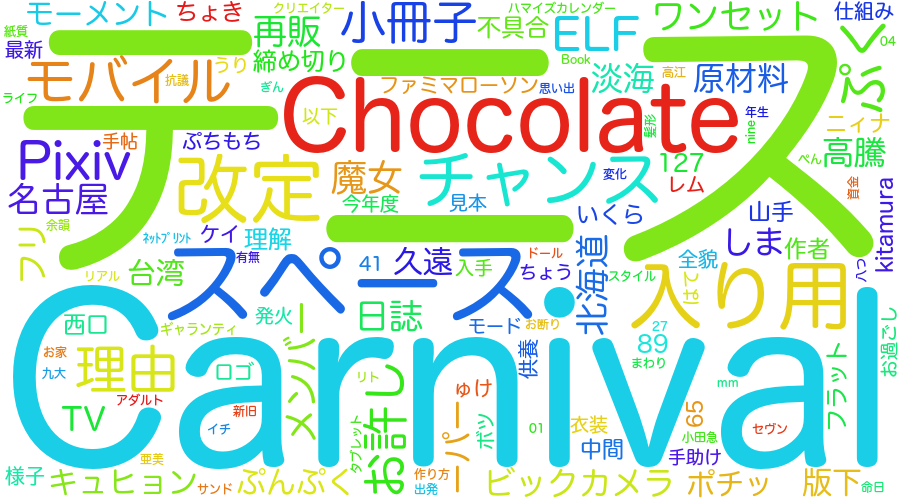 モーメント
ちょき
クリエイター
小冊子
ハマイズカレンダー
ワンセット
仕組み
紙質
最新
再販
不具合
ELF
レ
04
モバイル
抗議
うり
締め切り
Book
ぷ
ライフ
ぎん
ファミマローソン
思い出
淡海
高江
原材料
テニス
Chocolate
以下
髪形
nine
年生
ニィナ
手帖
ぷちもち
Pixiv
改定
魔女
チャンス
127
ぺん
高騰
名古屋
今年度
見本
変化
レム
資金
余韻
フリ
ネットプリント
ケイ
理解
有無
いくら
山手
kitamura
しま
作者
リアル
台湾
スペース
41
久遠
入手
ドール
ちょう
北海道
スタイル
全貌
入り用
はて
八っ
西口
ギャランティ
発火
日誌
モード
お断り
27
89
まわり
お過ごし
Carnival
お家
九大
理由
ロゴ
メンバー
リト
お許し
供養
mm
フラット
TV
アダルト
新旧
イチ
タブレット
ゅけ
ーパー
ボッ
01
衣装
中間
65
小田急
手助け
セヴン
様子
亜美
キュヒョン
サンド
ぷんぷく
作り方
出発
ビックカメラ
ポチッ
版下
命日